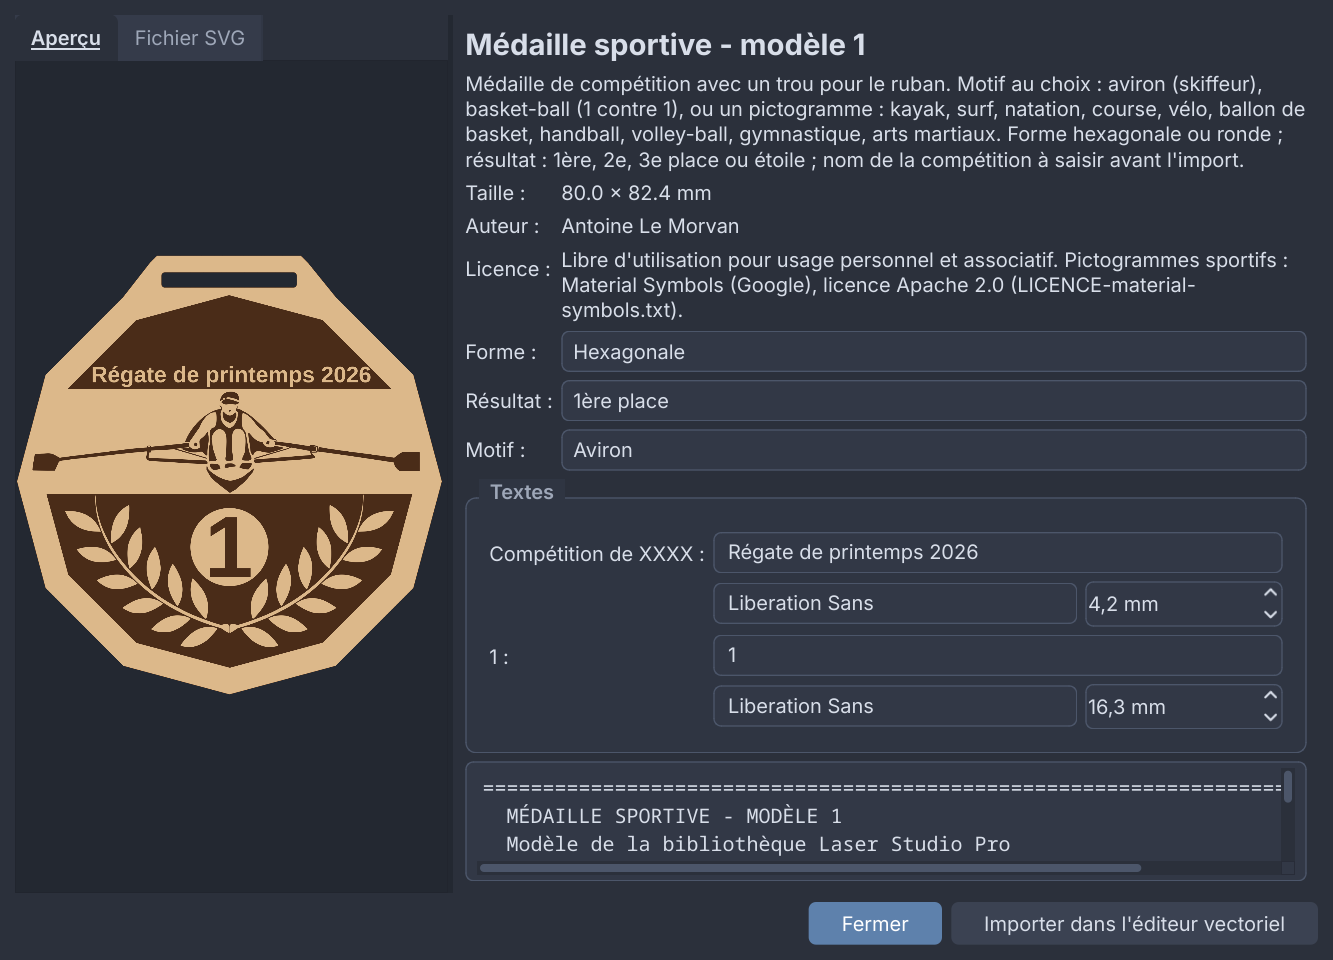 Aperçu
Fichier SVG
Régate de printemps 2026
1
Médaille sportive - modèle 1
Médaille de compétition avec un trou pour le ruban. Motif au choix : aviron (skiffeur),
basket-ball (1 contre 1), ou un pictogramme : kayak, surf, natation, course, vélo, ballon de
basket, handball, volley-ball, gymnastique, arts martiaux. Forme hexagonale ou ronde ;
résultat : 1ère, 2e, 3e place ou étoile ; nom de la compétition à saisir avant l'import.
Taille : 80.0 × 82.4 mm
Auteur : Antoine Le Morvan
Licence : Libre d'utilisation pour usage personnel et associatif. Pictogrammes sportifs :
Material Symbols (Google), licence Apache 2.0 (LICENCE-material-
symbols.txt).
Forme : Hexagonale
Résultat : 1ère place
Motif : Aviron
Textes
Compétition de XXXX : Régate de printemps 2026
Liberation Sans 4,2 mm
1 : 1
Liberation Sans 16,3 mm
====================================================================
MÉDAILLE SPORTIVE - MODÈLE 1
Modèle de la bibliothèque Laser Studio Pro
Fermer
Importer dans l'éditeur vectoriel